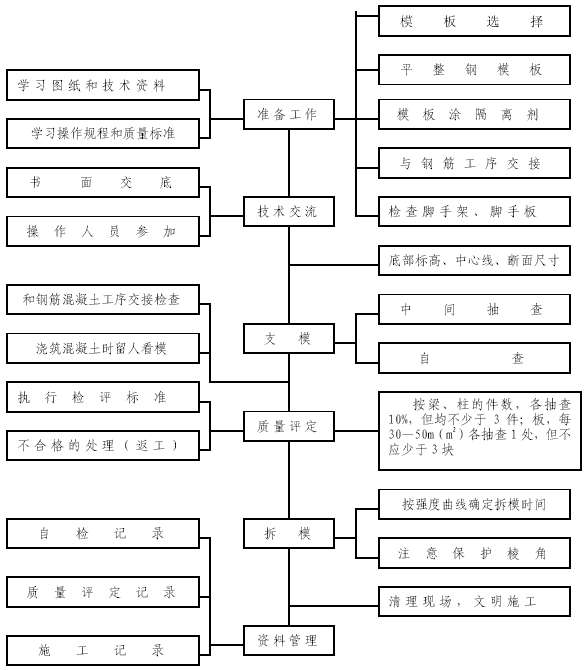 模板选择
平整钢模板
学习图纸和技术资料
准备工作
模板涂隔离剂
学习操作规程和质量标准
与钢筋工序交接
书面交底
技术交流
检查脚手架、脚手板
操作人员参加
底部标高、中心线、断面尺寸
和钢筋混凝土工序交接检查
中间抽查
支模
浇筑混凝土时留人看模
自查
执行检评标准
质量评定
按梁、柱的件数，各抽查
10%，但均不少于 3 件；板，每
30—50m（㎡）各抽查 1 处，但不
应少于 3 块
不合格的处理（返工）
按强度曲线确定拆模时间
自检记录
拆模
注意保护棱角
质量评定记录
清理现场，文明施工
施工记录
资料管理